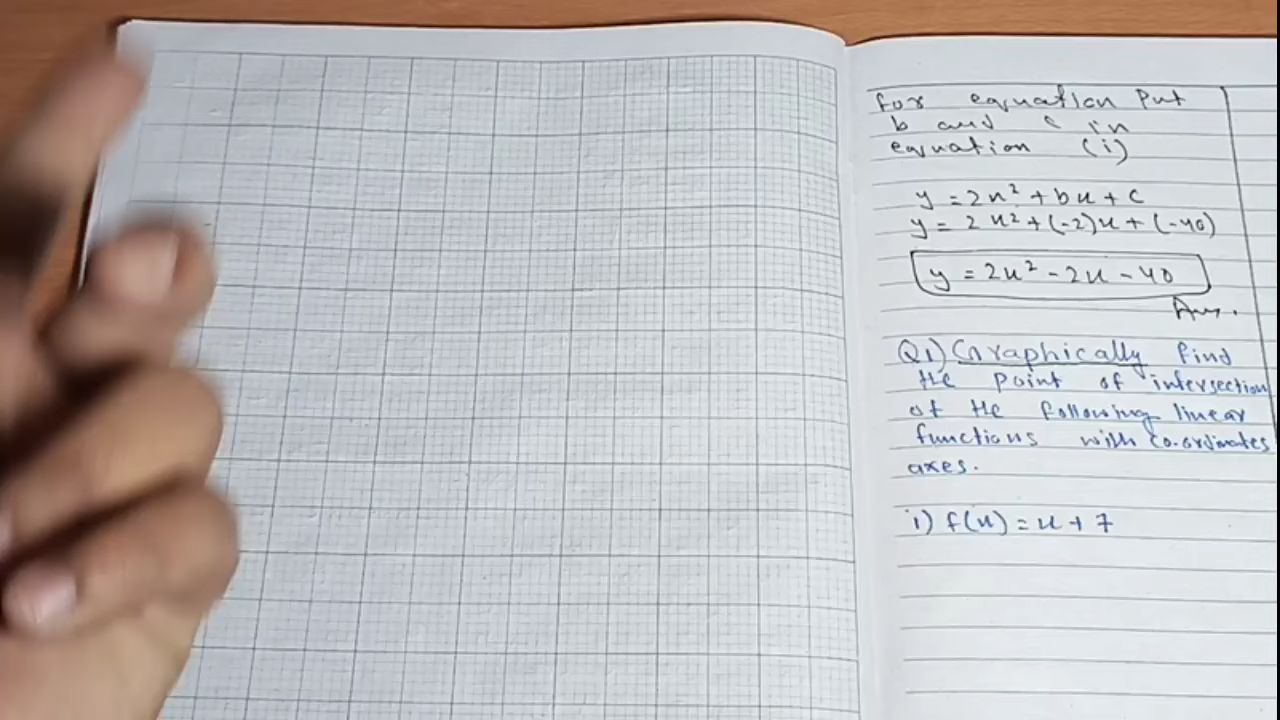 for equation Put
b and c in
equation (i)
y = 2x² + bx + c
y = 2x² + (-2)x + (-40)
y = 2x² - 2x - 40
Ans.
Q1) Graphically find
the point of intersection
of the following linear
functions with co-ordinates
axes.
i) f(x) = x + 7